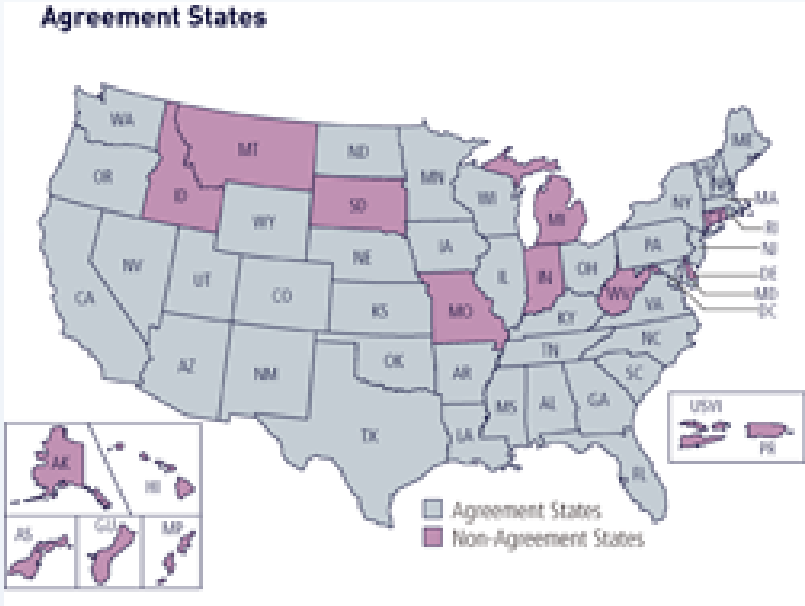 Agreement States
WA
MT
ND
MN
ME
OR
ID
SD
WI
MI
NY
MA
RI
WY
IA
PA
NJ
NE
NV
UT
IL
IN
OH
DE
MD
DC
CA
CO
KS
MO
WV
VA
KY
NC
TN
AZ
NM
OK
AR
SC
MS
AL
GA
TX
LA
FL
USVI
PR
AK
HI
AS
GU
MP
Agreement States
Non-Agreement States